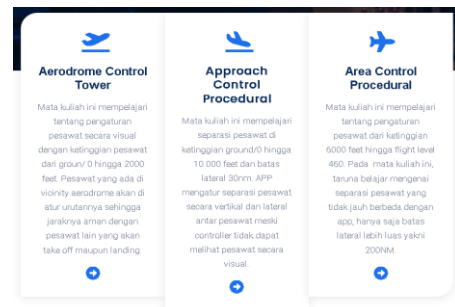 Aerodrome Control
Tower
Mata kuliah ini mempelajari
tentang pengaturan
pesawat secara visual
dengan ketinggian pesawat
dari groun/ 0 hingga 2000
feet. Pesawat yang ada di
vicinity aerodrome akan di
atur urutannya sehingga
jaraknya aman dengan
pesawat lain yang akan
take off maupun landing.
Approach
Control
Procedural
Mata kuliah ini mempelajari
separasi pesawat di
ketinggian ground/0 hingga
10.000 feet dan batas
lateral 30nm. APP
mengatur separasi pesawat
secara vertikal dan lateral
antar pesawat meski
controller tidak dapat
melihat pesawat secara
visual.
Area Control
Procedural
Mata kuliah ini mempelajari
tentang pengaturan
pesawat dari ketinggian
6000 feet hingga flight level
460. Pada mata kuliah ini,
taruna belajar mengenai
separasi pesawat yang
tidak jauh berbeda dengan
app, hanya saja batas
lateral lebih luas yakni
200NM.